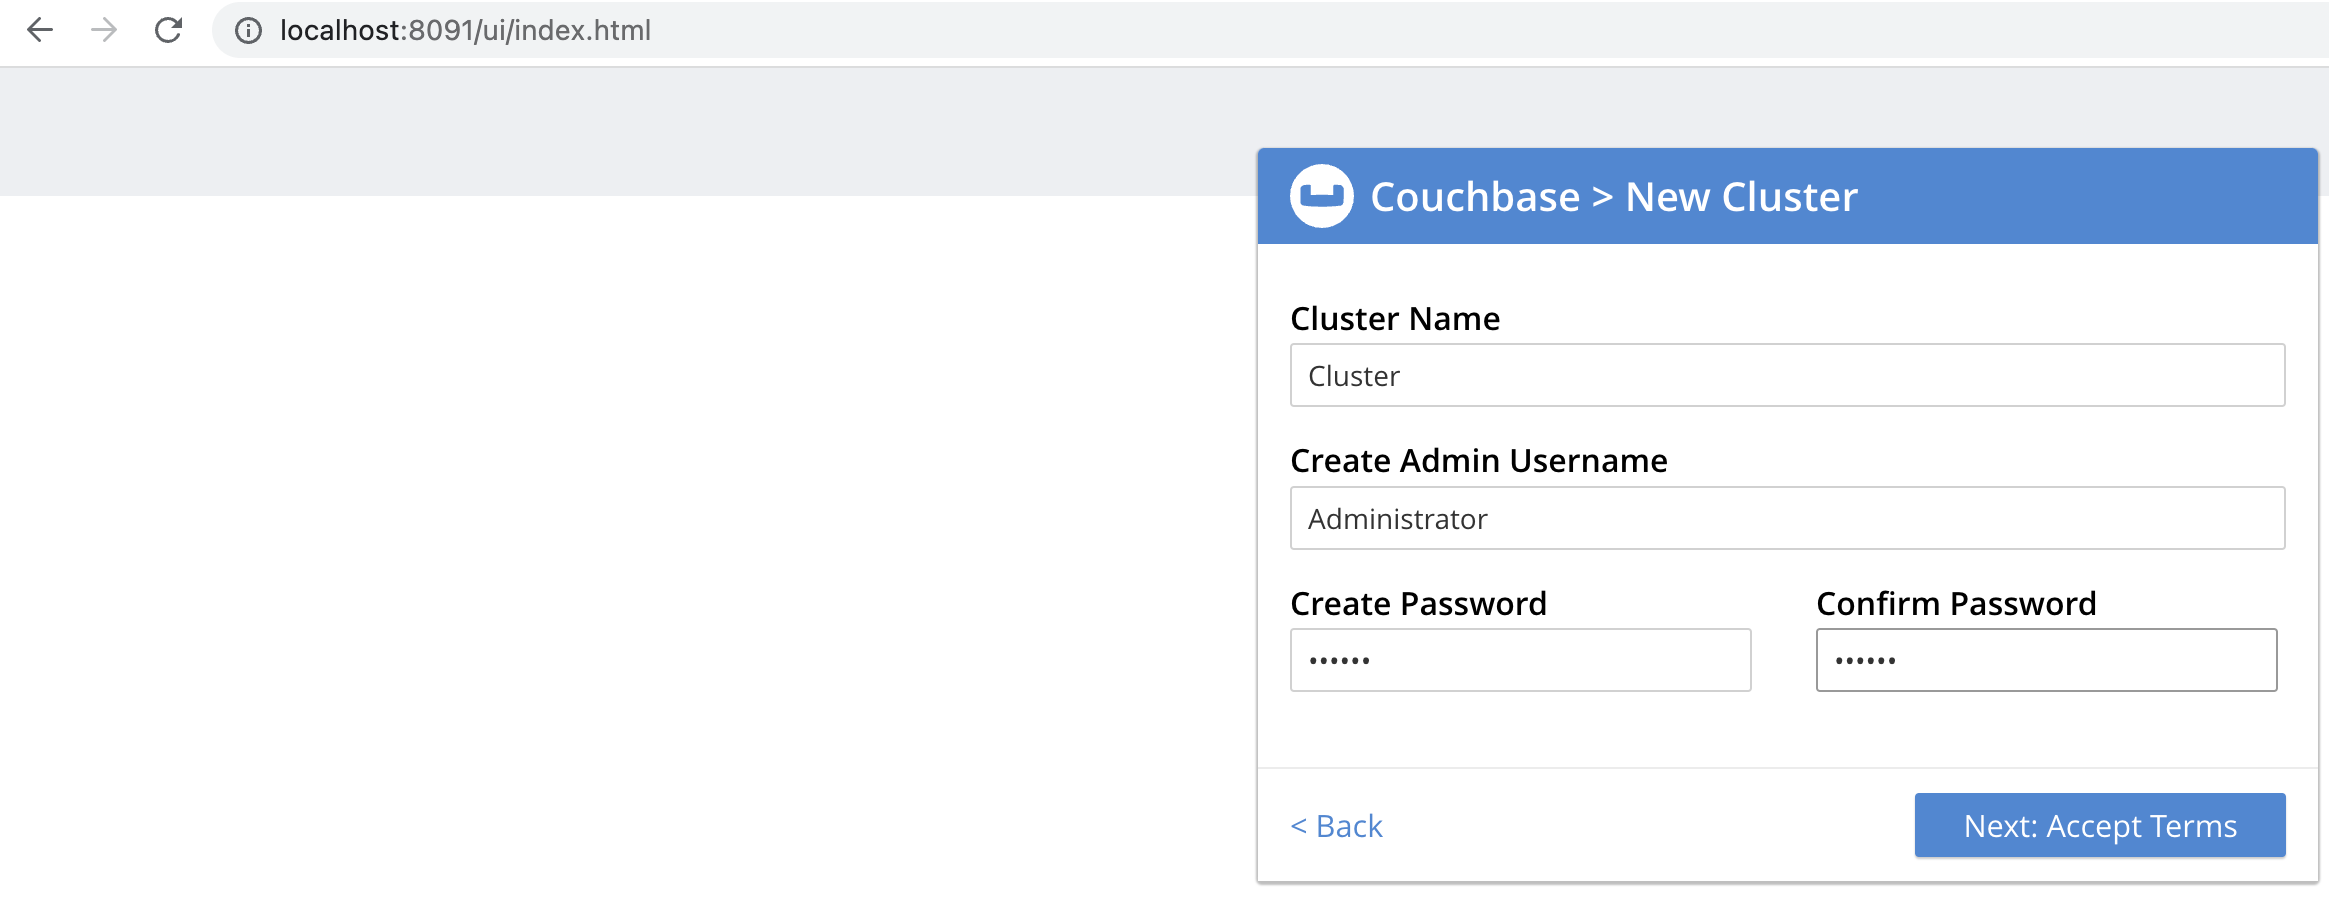 localhost:8091/ui/index.html
Couchbase > New Cluster
Cluster Name
Cluster
Create Admin Username
Administrator
Create Password
Confirm Password
••••••
••••••
< Back
Next: Accept Terms